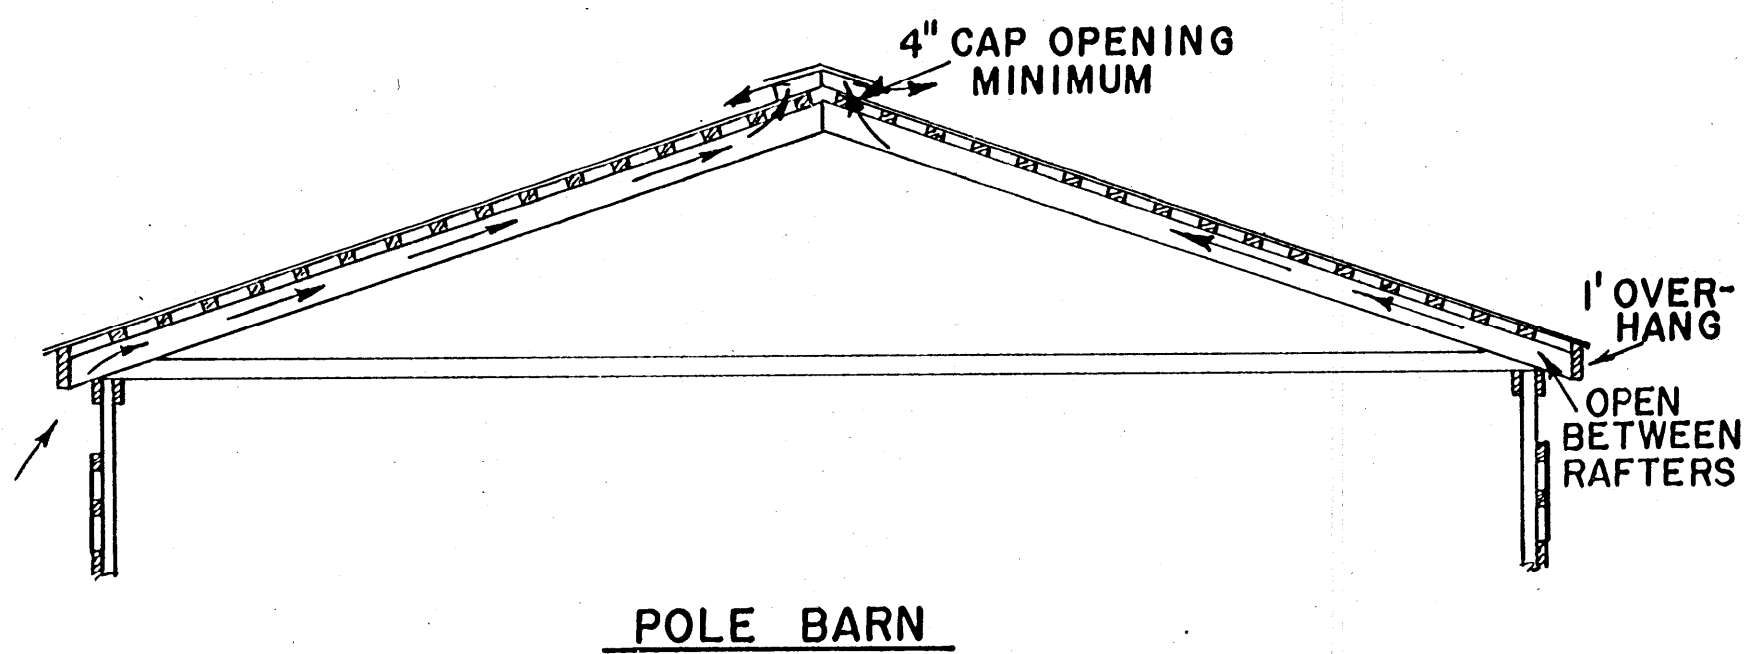 4" CAP OPENING
MINIMUM
1' OVER-
HANG
OPEN
BETWEEN
RAFTERS
POLE BARN